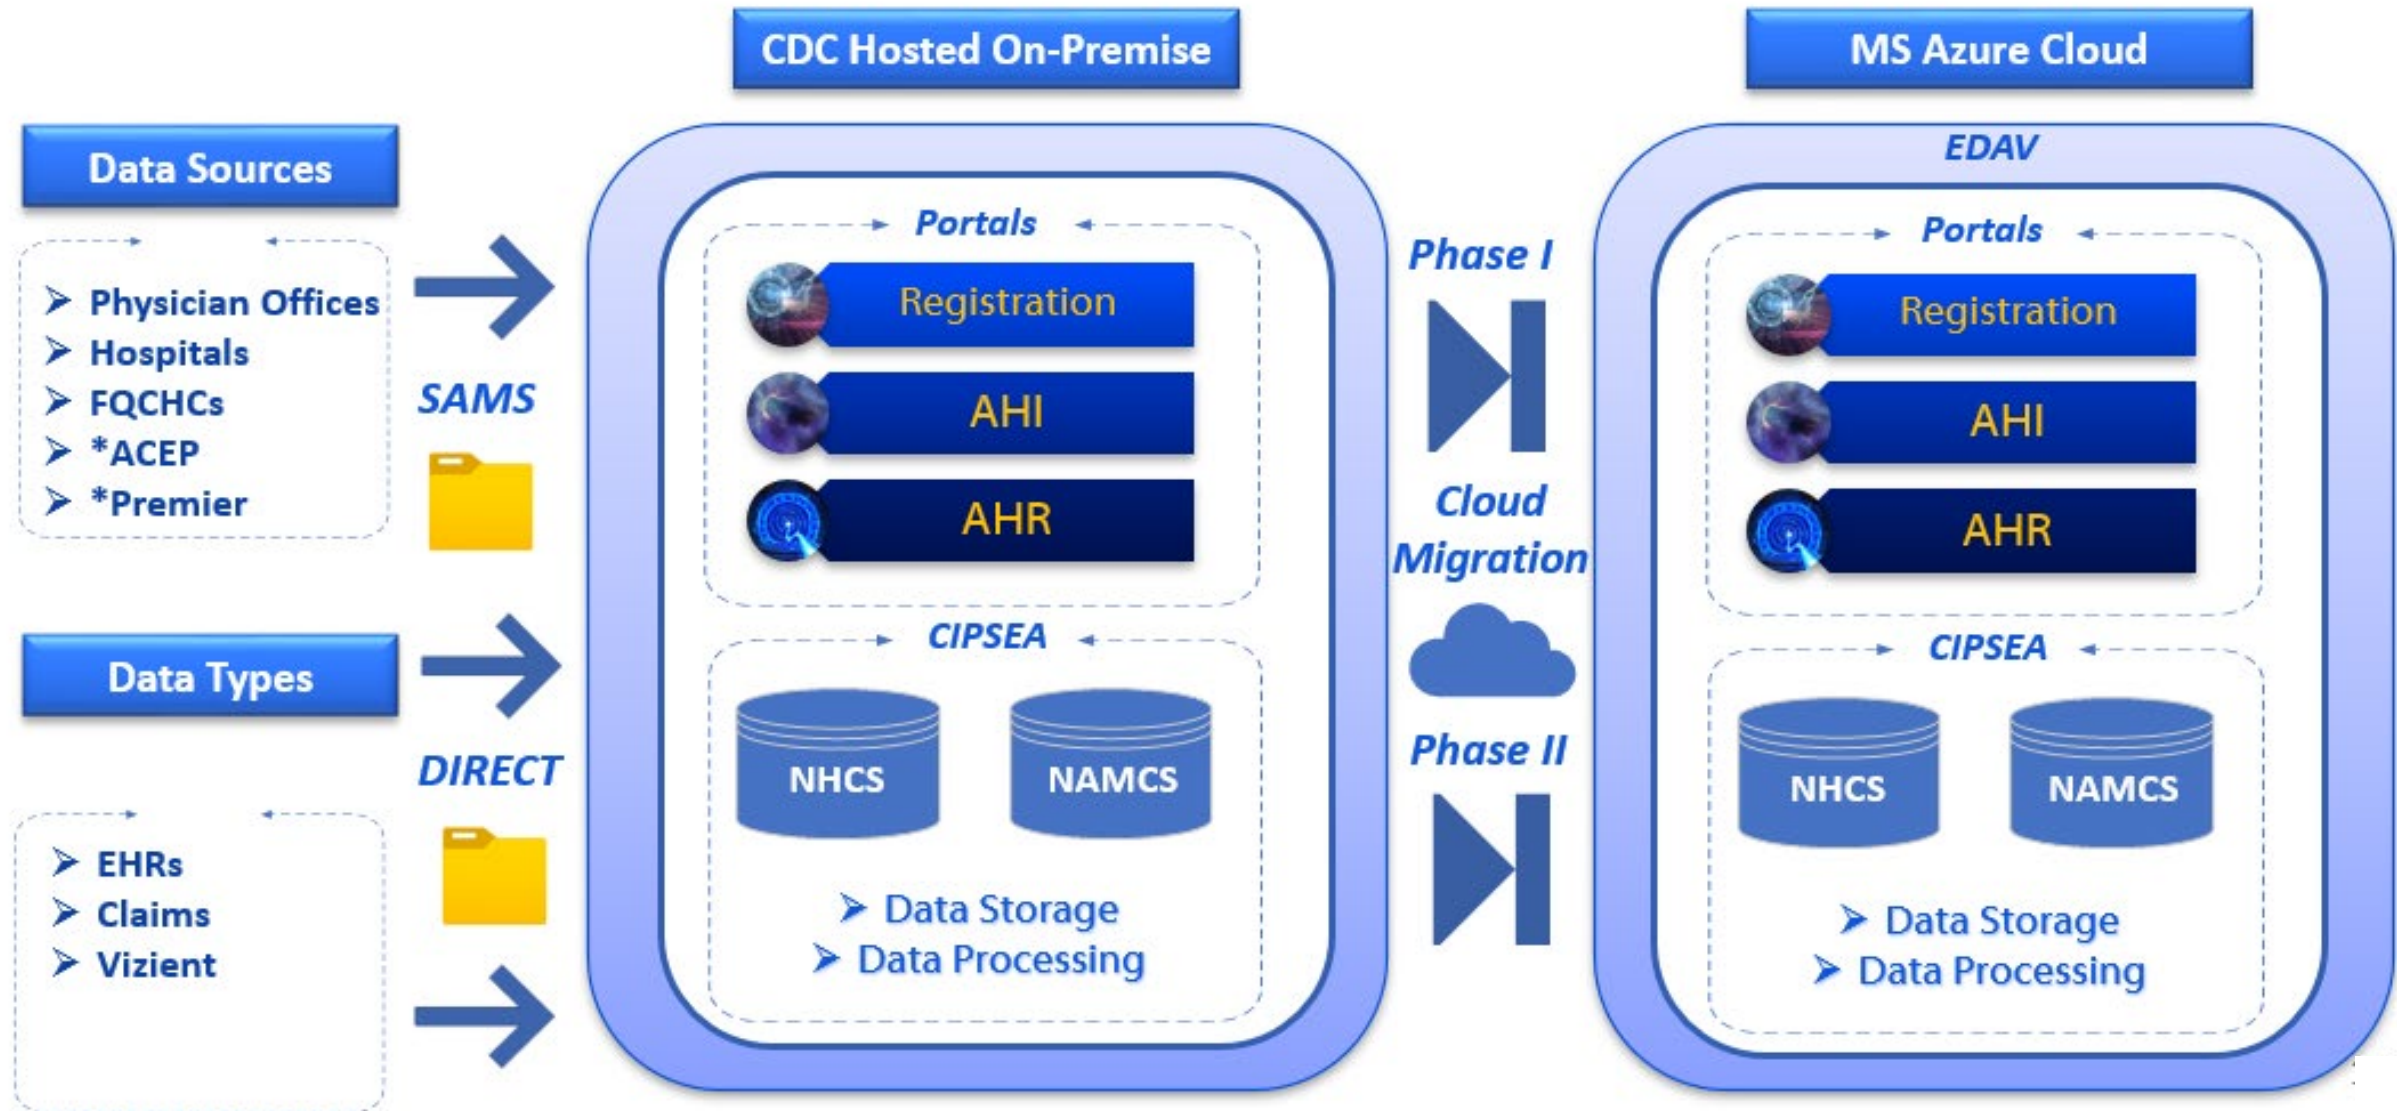 CDC Hosted On-Premise
MS Azure Cloud
Data Sources
Physician Offices
Hospitals
FQCHCs
*ACEP
*Premier
Data Types
EHRs
Claims
Vizient
SAMS
DIRECT
Portals
Registration
AHI
AHR
CIPSEA
NHCS
NAMCS
Data Storage
Data Processing
Phase I
Cloud
Migration
Phase II
EDAV
Portals
Registration
AHI
AHR
CIPSEA
NHCS
NAMCS
Data Storage
Data Processing